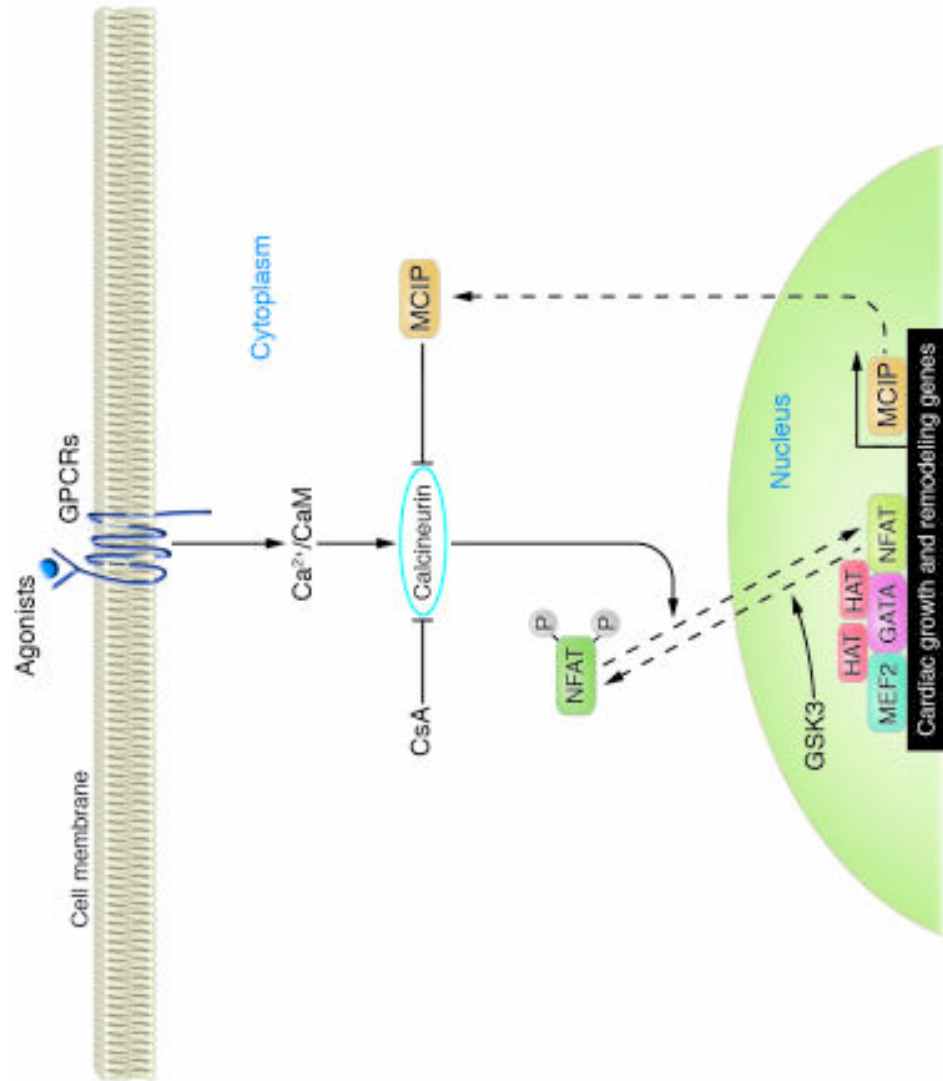 Agonists
GPCRs
Cell membrane
Cytoplasm
Ca²⁺/CaM
CsA
Calcineurin
MCIP
P
NFAT
P
Nucleus
GSK3
HAT
HAT
MEF2
GATA
NFAT
MCIP
Cardiac growth and remodeling genes